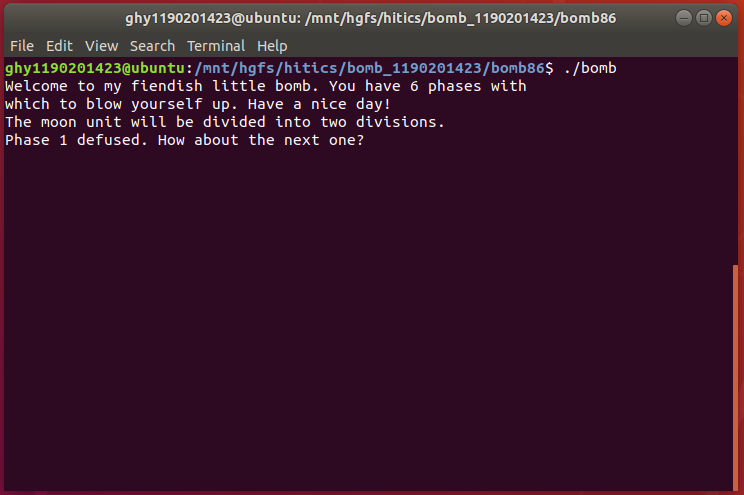 ghy1190201423@ubuntu: /mnt/hgfs/hitics/bomb_1190201423/bomb86
File Edit View Search Terminal Help
ghy1190201423@ubuntu:/mnt/hgfs/hitics/bomb_1190201423/bomb86$ ./bomb
Welcome to my fiendish little bomb. You have 6 phases with
which to blow yourself up. Have a nice day!
The moon unit will be divided into two divisions.
Phase 1 defused. How about the next one?